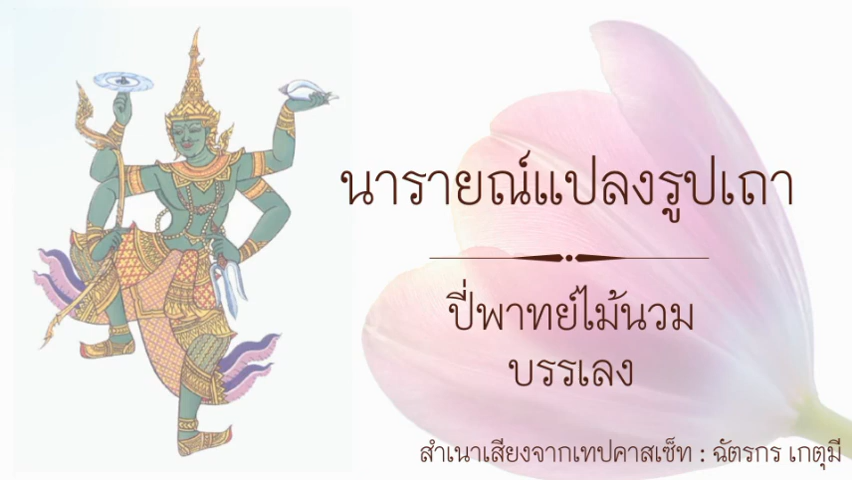 นารายณ์แปลงรูปเถา
ปี่พาทย์ไม้นวม
บรรเลง
สำเนาเสียงจากเทปคาสเซ็ท : ฉัตรกร เกตุมี